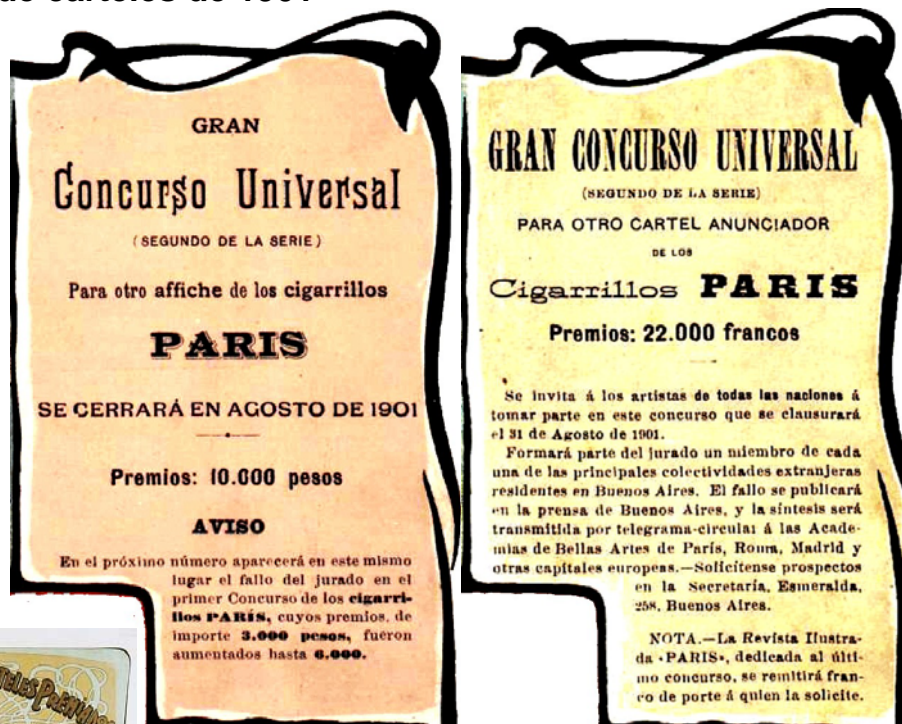 de carteles de 1901
GRAN
Concurso Universal
(SEGUNDO DE LA SERIE)
Para otro affiche de los cigarrillos
PARIS
SE CERRARÁ EN AGOSTO DE 1901
Premios: 10.000 pesos
AVISO
En el próximo número aparecerá en este mismo
lugar el fallo del jurado en el
primer Concurso de los cigarri-
llos PARÍS, cuyos premios, de
importe 3.000 pesos, fueron
aumentados hasta 6.000.
GRAN CONCURSO UNIVERSAL
(SEGUNDO DE LA SERIE)
PARA OTRO CARTEL ANUNCIADOR
DE LOS
Cigarrillos PARIS
Premios: 22.000 francos
Se invita á los artistas de todas las naciones á
tomar parte en este concurso que se clausurará
el 31 de Agosto de 1901.
Formará parte del jurado un miembro de cada
una de las principales colectividades extranjeras
residentes en Buenos Aires. El fallo se publicará
en la prensa de Buenos Aires, y la síntesis será
transmitida por telegrama-circular á las Acade-
mias de Bellas Artes de París, Roma, Madrid y
otras capitales europeas.—Solicítense prospectos
en la Secretaría, Esmeralda,
258, Buenos Aires.
NOTA.—La Revista Ilustra-
da «PARIS», dedicada al últi-
mo concurso, se remitirá fran-
co de porte á quien la solicite.